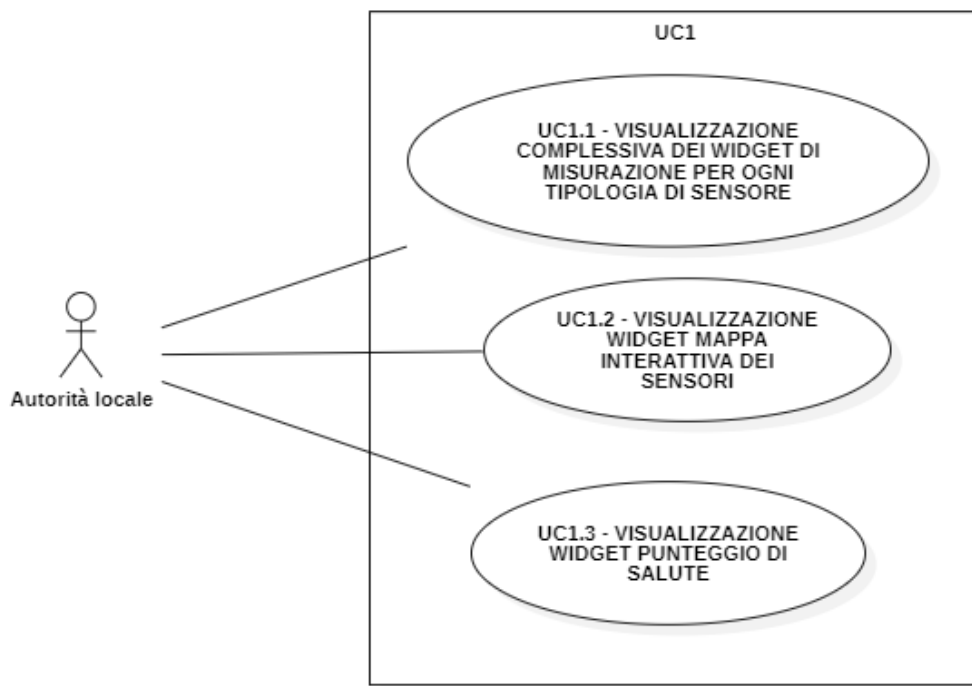 UC1
UC1.1 - VISUALIZZAZIONE
COMPLESSIVA DEI WIDGET DI
MISURAZIONE PER OGNI
TIPOLOGIA DI SENSORE
UC1.2 - VISUALIZZAZIONE
WIDGET MAPPA
INTERATTIVA DEI
SENSORI
Autorità locale
UC1.3 - VISUALIZZAZIONE
WIDGET PUNTEGGIO DI
SALUTE